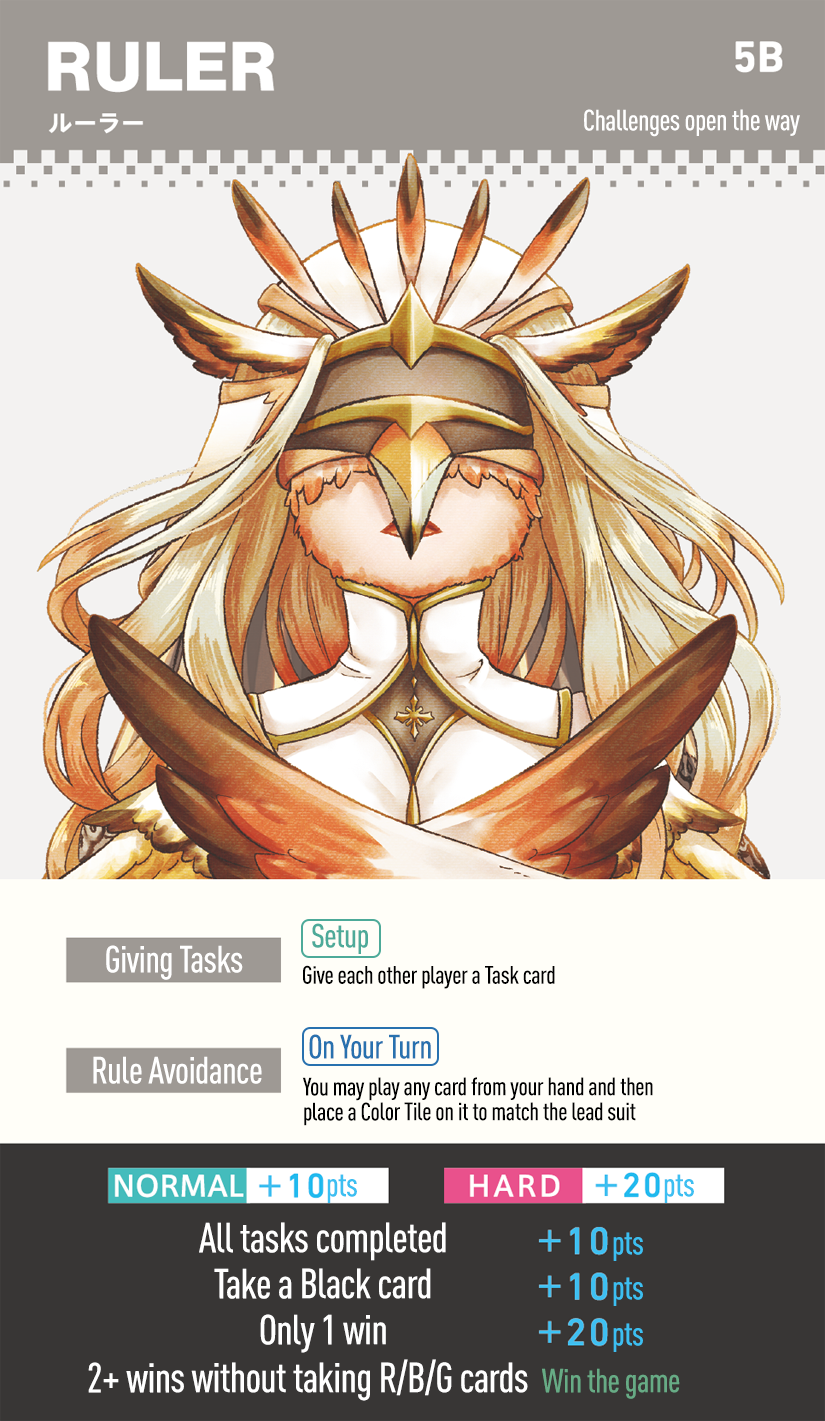 RULER
5B
ルーラー
Challenges open the way
Giving Tasks
Setup
Give each other player a Task card
Rule Avoidance
On Your Turn
You may play any card from your hand and then
place a Color Tile on it to match the lead suit
NORMAL +10pts
HARD +20pts
All tasks completed +10pts
Take a Black card +10pts
Only 1 win +20pts
2+ wins without taking R/B/G cards Win the game